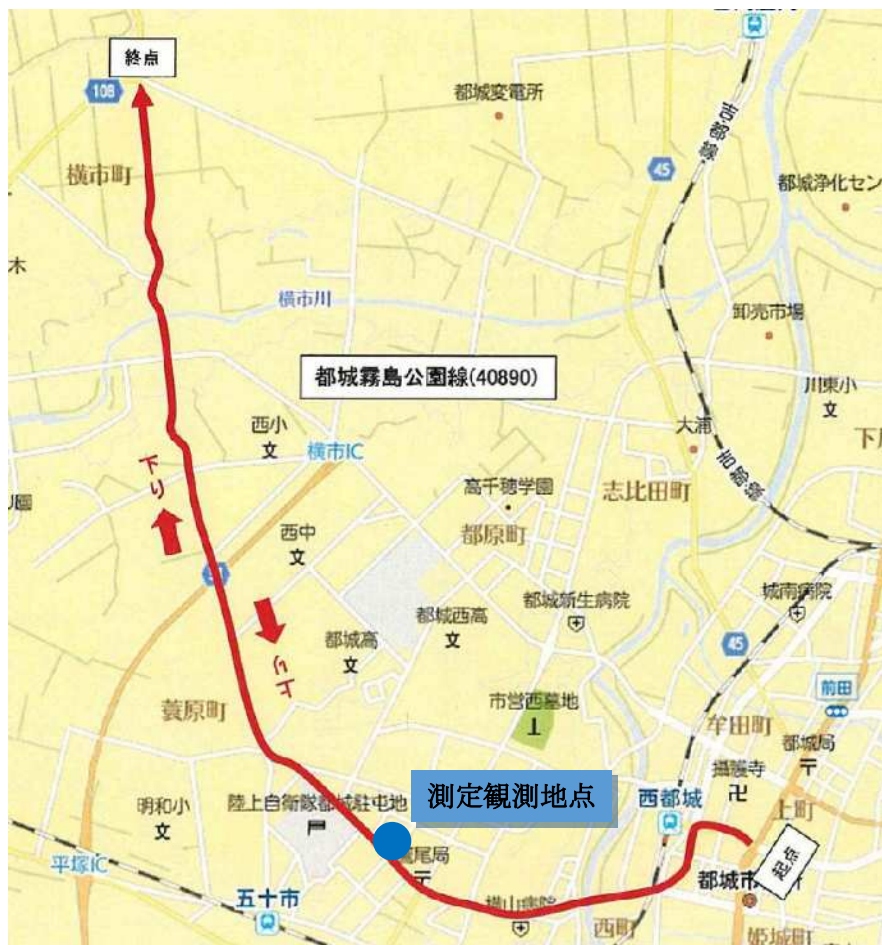 終点
108
都城変電所
吉都線
横市町
45
都城浄化セン
木
横市川
卸売市場
都城霧島公園線(40890)
川東小
文
大浦
西小
文
横市IC
吉都線
下り
高千穂学園
志比田町
都原町
西中
文
城南病院
都城新生病院
都城西高
文
都城高
文
上り
45
前田
蓑原町
市営西墓地
牟田町
都城局
攝護寺
測定観測地点
西都城
上町
明和小
文
陸上自衛隊都城駐屯地
起点
平塚IC
鷹尾局
五十市
横山病院
都城市
西町
姫城町